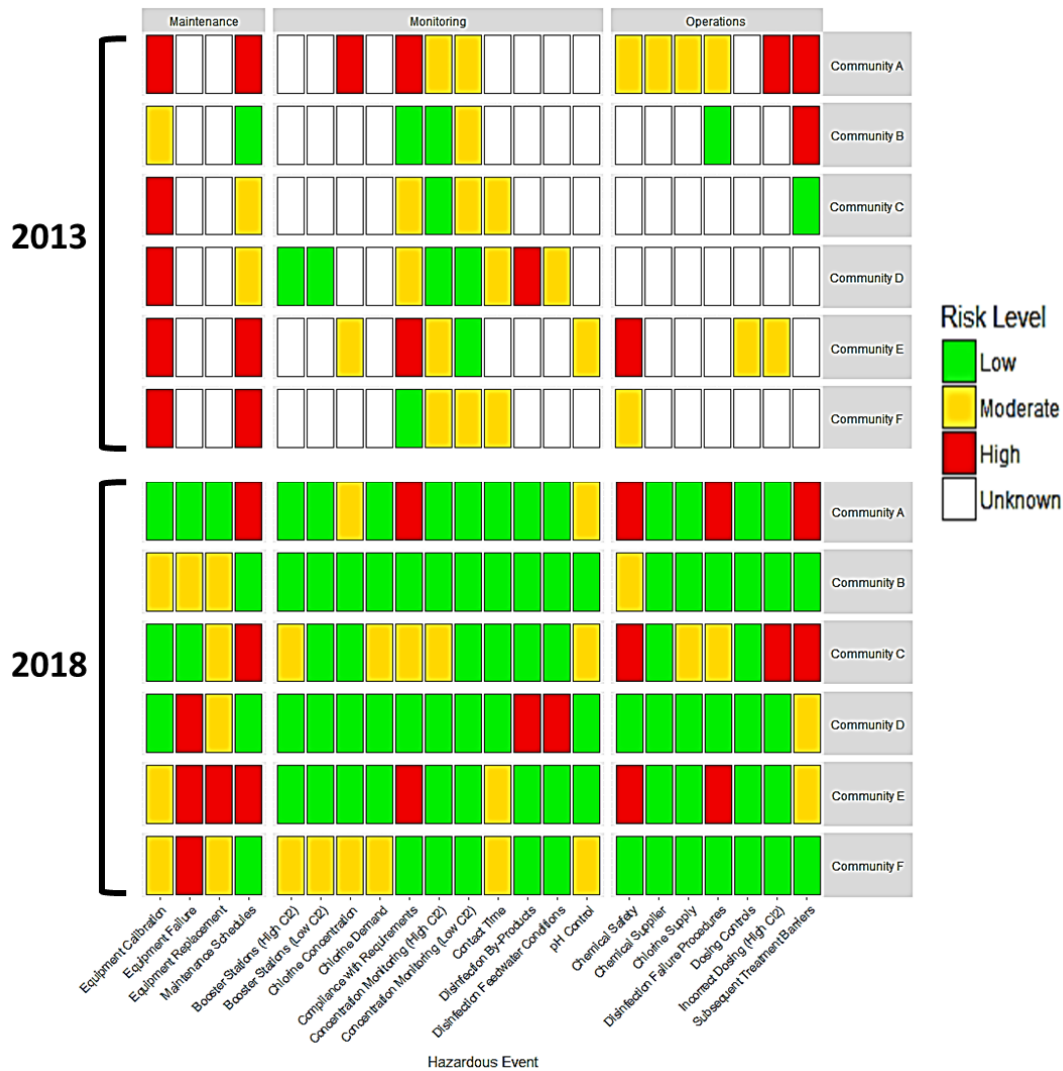 Maintenance
Monitoring
Operations
2013
Community A
Community B
Community C
Community D
Community E
Community F
2018
Community A
Community B
Community C
Community D
Community E
Community F
Risk Level
Low
Moderate
High
Unknown
Equipment Calibration
Equipment Failure
Equipment Replacement
Maintenance Schedules
Booster Stations (High Cl2)
Booster Stations (Low Cl2)
Chlorine Concentration
Chlorine Demand
Compliance with Requirements
Concentration Monitoring (High Cl2)
Concentration Monitoring (Low Cl2)
Contact Time
Disinfection By-Products
Disinfection Feedwater Conditions
pH Control
Chemical Safety
Chemical Supplier
Chlorine Supply
Disinfection Failure Procedures
Dosing Controls
Incorrect Dosing (High Cl2)
Subsequent Treatment Barriers
Hazardous Event